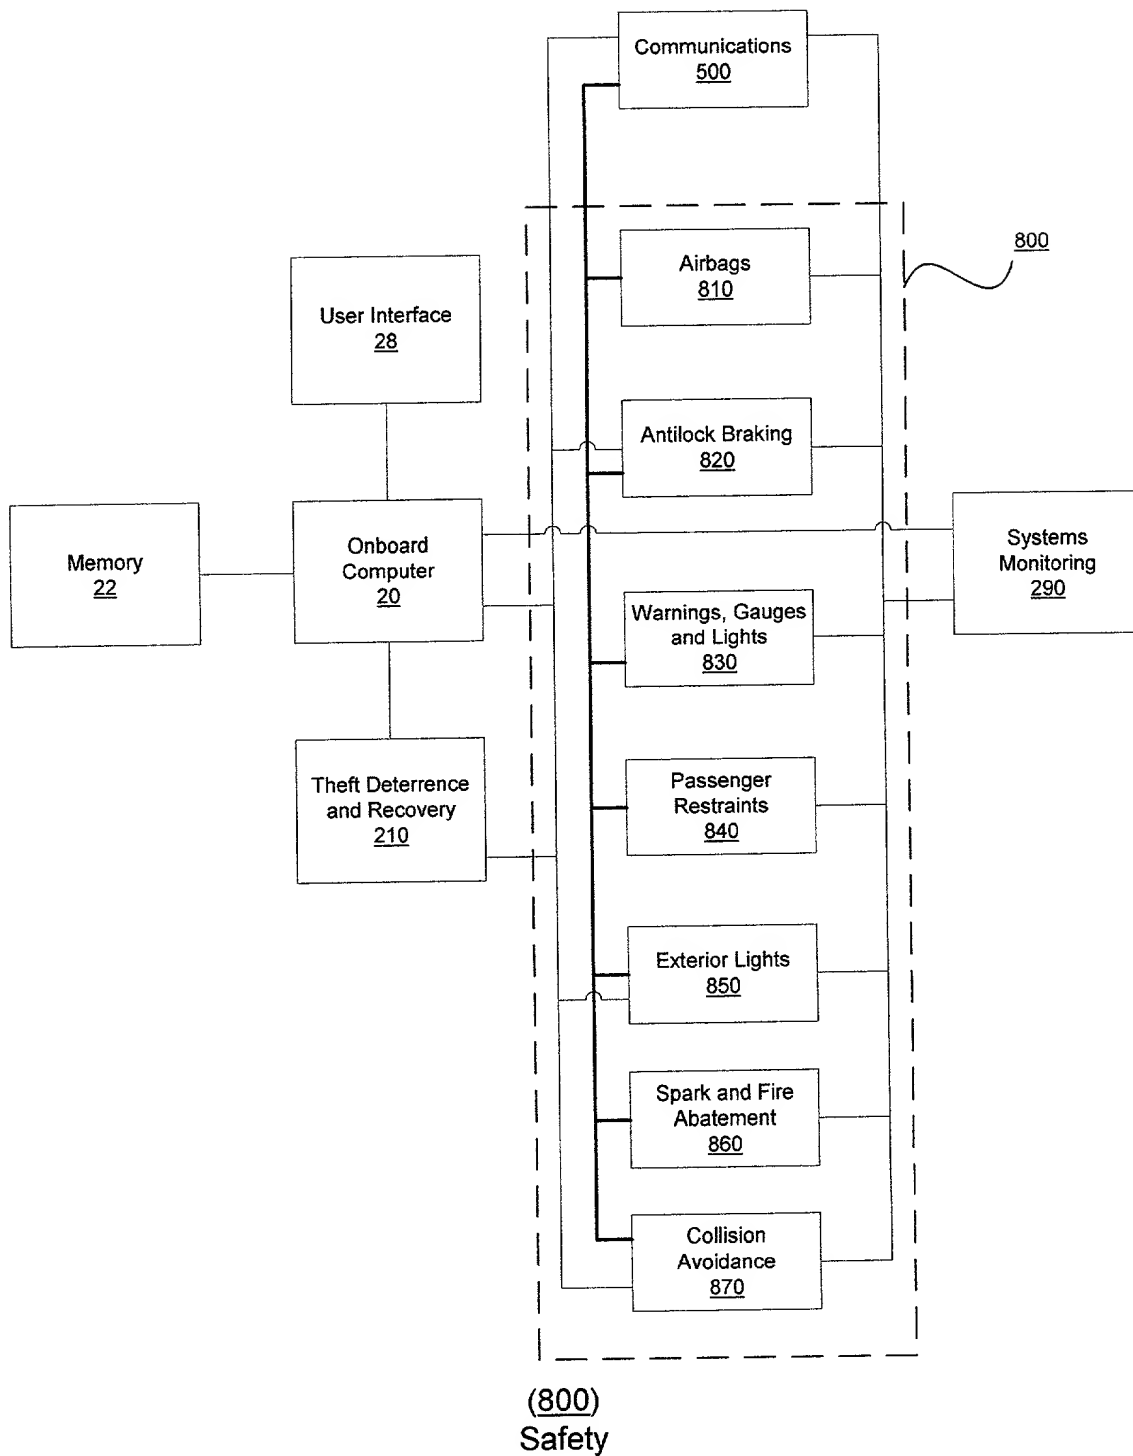 Communications
500
800
Airbags
810
User Interface
28
Antilock Braking
820
Memory
22
Onboard
Computer
20
Systems
Monitoring
290
Warnings, Gauges
and Lights
830
Theft Deterrence
and Recovery
210
Passenger
Restraints
840
Exterior Lights
850
Spark and Fire
Abatement
860
Collision
Avoidance
870
(800)
Safety